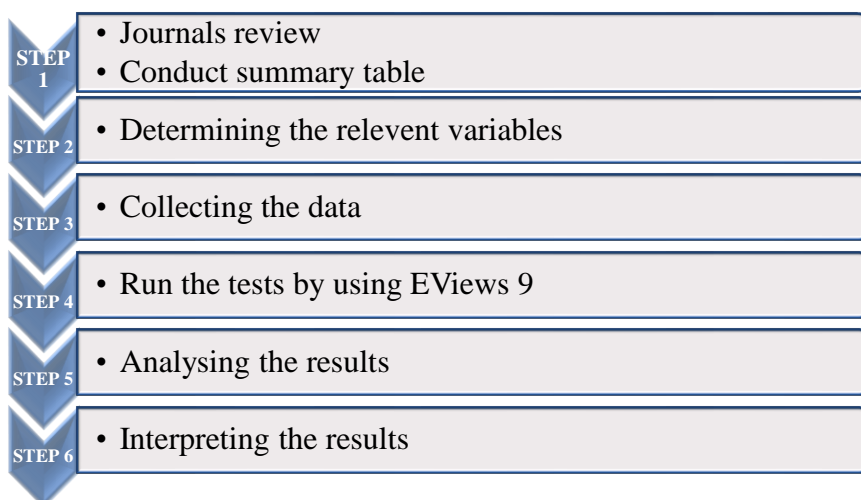 STEP
1
• Journals review
• Conduct summary table
STEP 2
• Determining the relevent variables
STEP 3
• Collecting the data
STEP 4
• Run the tests by using EViews 9
STEP 5
• Analysing the results
STEP 6
• Interpreting the results